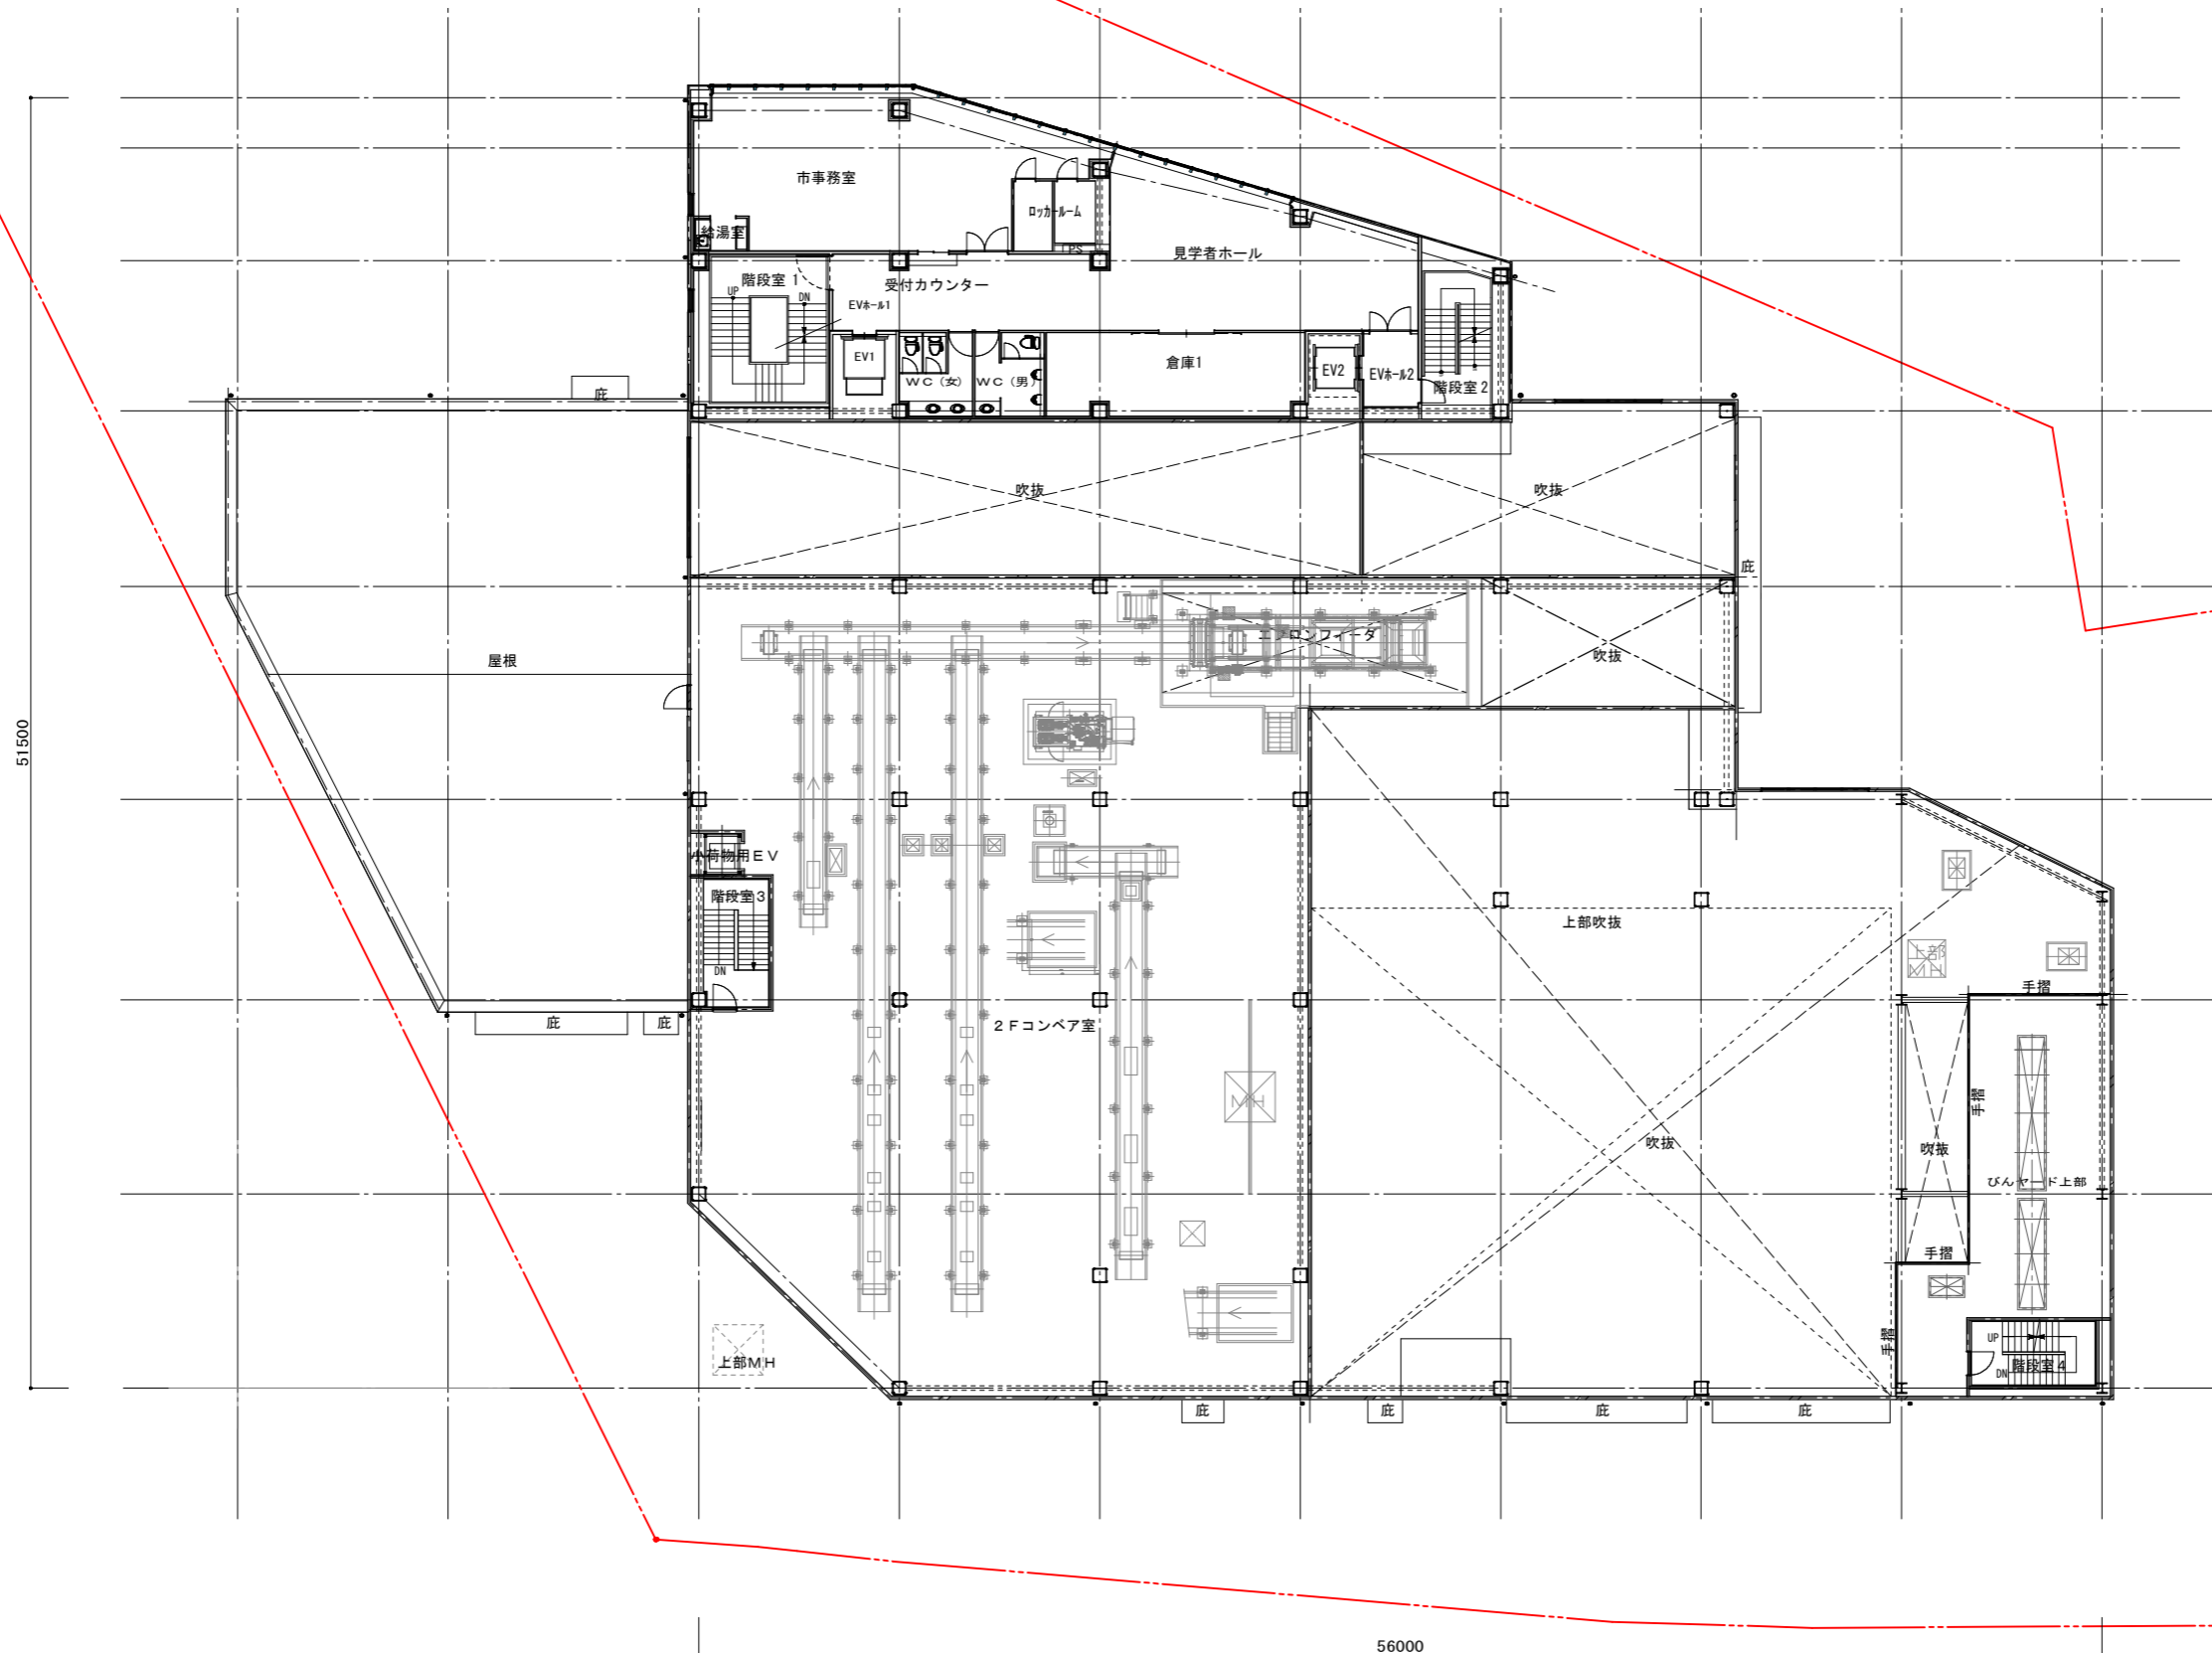 市事務室
ロッカールーム
給湯室
PS
見学者ホール
階段室 1
UP
DN
受付カウンター
EVホール1
EV1
WC (女)
WC (男)
倉庫1
EV2
EVホール2
階段室2
庇
吹抜
吹抜
庇
エプロンフィーダ
吹抜
屋根
51500
小荷物用EV
階段室3
DN
上部吹抜
上部MH
手摺
庇
庇
2Fコンベア室
MH
手摺
吹抜
吹抜
びんヤード上部
手摺
手摺
UP
階段室4
DN
上部MH
庇
庇
庇
庇
56000